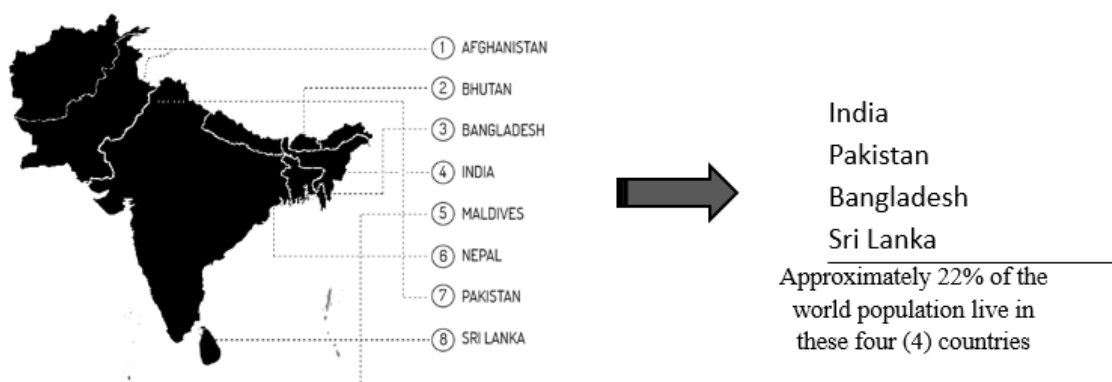 1 AFGHANISTAN
2 BHUTAN
3 BANGLADESH
4 INDIA
5 MALDIVES
6 NEPAL
7 PAKISTAN
8 SRI LANKA
India
Pakistan
Bangladesh
Sri Lanka
Approximately 22% of the
world population live in
these four (4) countries